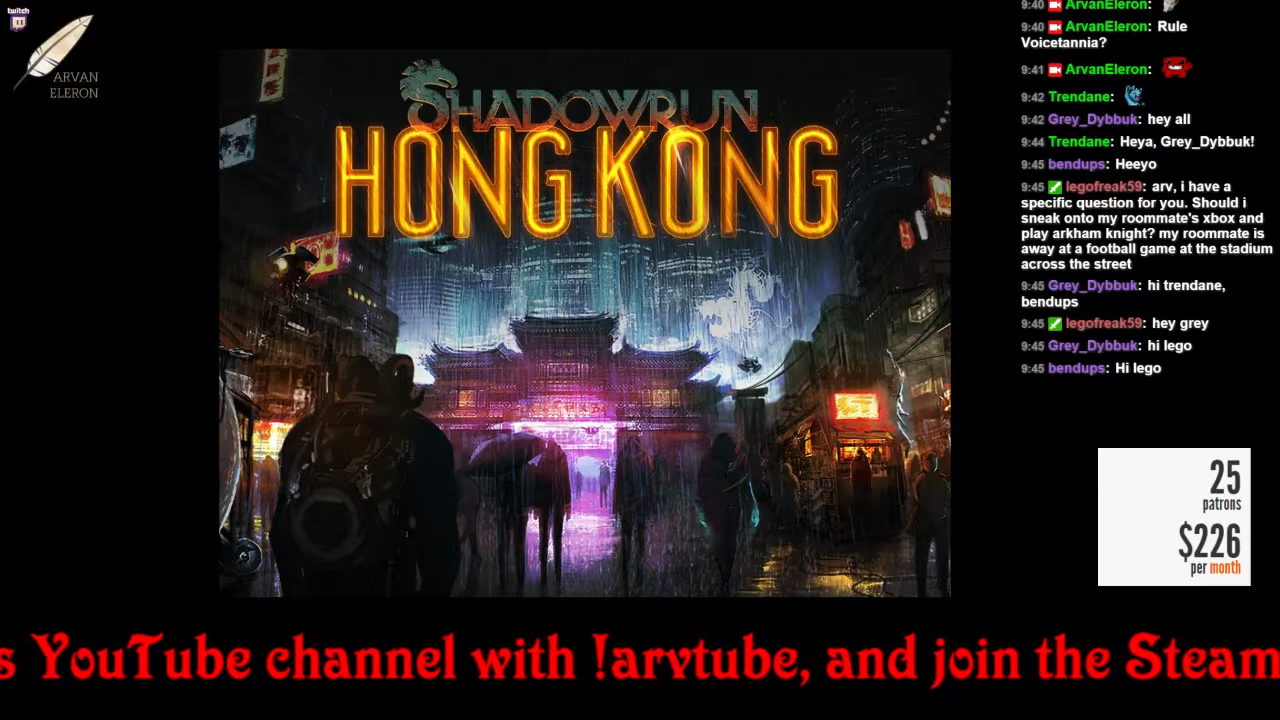 twitch
ARVAN
ELERON
SHADOWRUN
HONG KONG
9:40 ArvanEleron:
9:40 ArvanEleron: Rule
Voicetannia?
9:41 ArvanEleron:
9:42 Trendane:
9:42 Grey_Dybbuk: hey all
9:44 Trendane: Heya, Grey_Dybbuk!
9:45 bendups: Heeyo
9:45 legofreak59: arv, i have a
specific question for you. Should i
sneak onto my roommate's xbox and
play arkham knight? my roommate is
away at a football game at the stadium
across the street
9:45 Grey_Dybbuk: hi trendane,
bendups
9:45 legofreak59: hey grey
9:45 Grey_Dybbuk: hi lego
9:45 bendups: Hi lego
25
patrons
$226
per month
s YouTube channel with !arvtube, and join the Steam